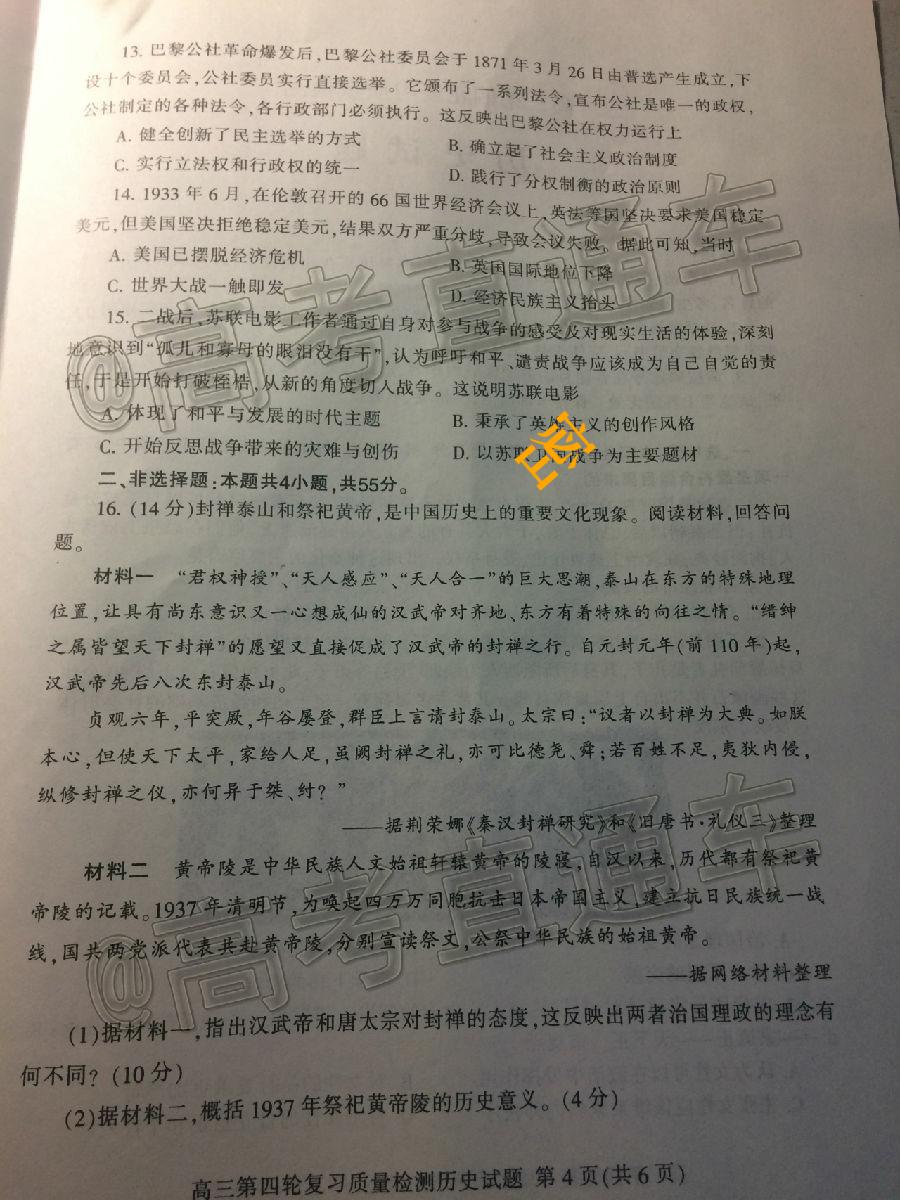 13. 巴黎公社革命爆发后，巴黎公社委员会于1871年3月26日由普选产生成立，下
设十个委员会，公社委员实行直接选举。它颁布了一系列法令，宣布公社是唯一的政权，
公社制定的各种法令，各行政部门必须执行。这反映出巴黎公社在权力运行上
A. 健全创新了民主选举的方式
B. 确立起了社会主义政治制度
C. 实行立法权和行政权的统一
D. 践行了分权制衡的政治原则
14. 1933年6月，在伦敦召开的66国世界经济会议上，英法等国坚决要求美国稳定
美元，但美国坚决拒绝稳定美元，结果双方严重分歧，导致会议失败。据此可知，当时
A. 美国已摆脱经济危机
B. 英国国际地位下降
C. 世界大战一触即发
D. 经济民族主义抬头
15. 二战后，苏联电影工作者通过自身对参与战争的感受及对现实生活的体验，深刻
地意识到“孤儿和寡母的眼泪没有干”，认为呼吁和平、谴责战争应该成为自己自觉的责
任，于是开始打破桎梏，从新的角度切入战争。这说明苏联电影
A. 体现了和平与发展的时代主题
B. 秉承了英雄主义的创作风格
C. 开始反思战争带来的灾难与创伤
D. 以苏联卫国战争为主要题材
密
二、非选择题：本题共4小题，共55分。
16. (14分)封禅泰山和祭祀黄帝，是中国历史上的重要文化现象。阅读材料，回答问
题。
材料一 “君权神授”、“天人感应”、“天人合一”的巨大思潮，泰山在东方的特殊地理
位置，让具有尚东意识又一心想成仙的汉武帝对齐地、东方有着特殊的向往之情。“缙绅
之属皆望天下封禅”的愿望又直接促成了汉武帝的封禅之行。自元封元年(前110年)起，
汉武帝先后八次东封泰山。
贞观六年，平突厥，年谷屡登，群臣上言请封泰山。太宗曰：“议者以封禅为大典。如朕
本心，但使天下太平，家给人足，虽阙封禅之礼，亦可比德尧、舜；若百姓不足，夷狄内侵，
纵修封禅之仪，亦何异于桀、纣？”
——据荆荣娜《秦汉封禅研究》和《旧唐书·礼仪三》整理
材料二 黄帝陵是中华民族人文始祖轩辕黄帝的陵寝，自汉以来，历代都有祭祀黄
帝陵的记载。1937年清明节，为唤起四万万同胞抗击日本帝国主义，建立抗日民族统一战
线，国共两党派代表共赴黄帝陵，分别宣读祭文，公祭中华民族的始祖黄帝。
——据网络材料整理
(1)据材料一，指出汉武帝和唐太宗对封禅的态度，这反映出两者治国理政的理念有
何不同？(10分)
(2)据材料二，概括1937年祭祀黄帝陵的历史意义。(4分)
高三第四轮复习质量检测历史试题 第4页(共6页)
@高考直通车
@高考直通车